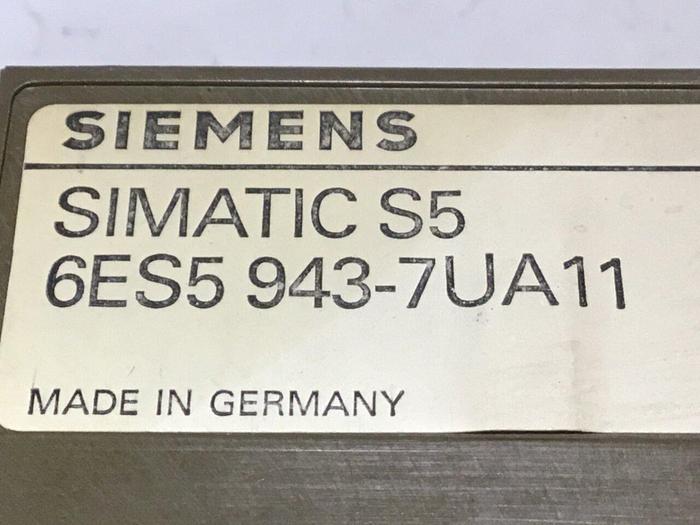 SIEMENS
SIMATIC S5
6ES5 943-7UA11
MADE IN GERMANY